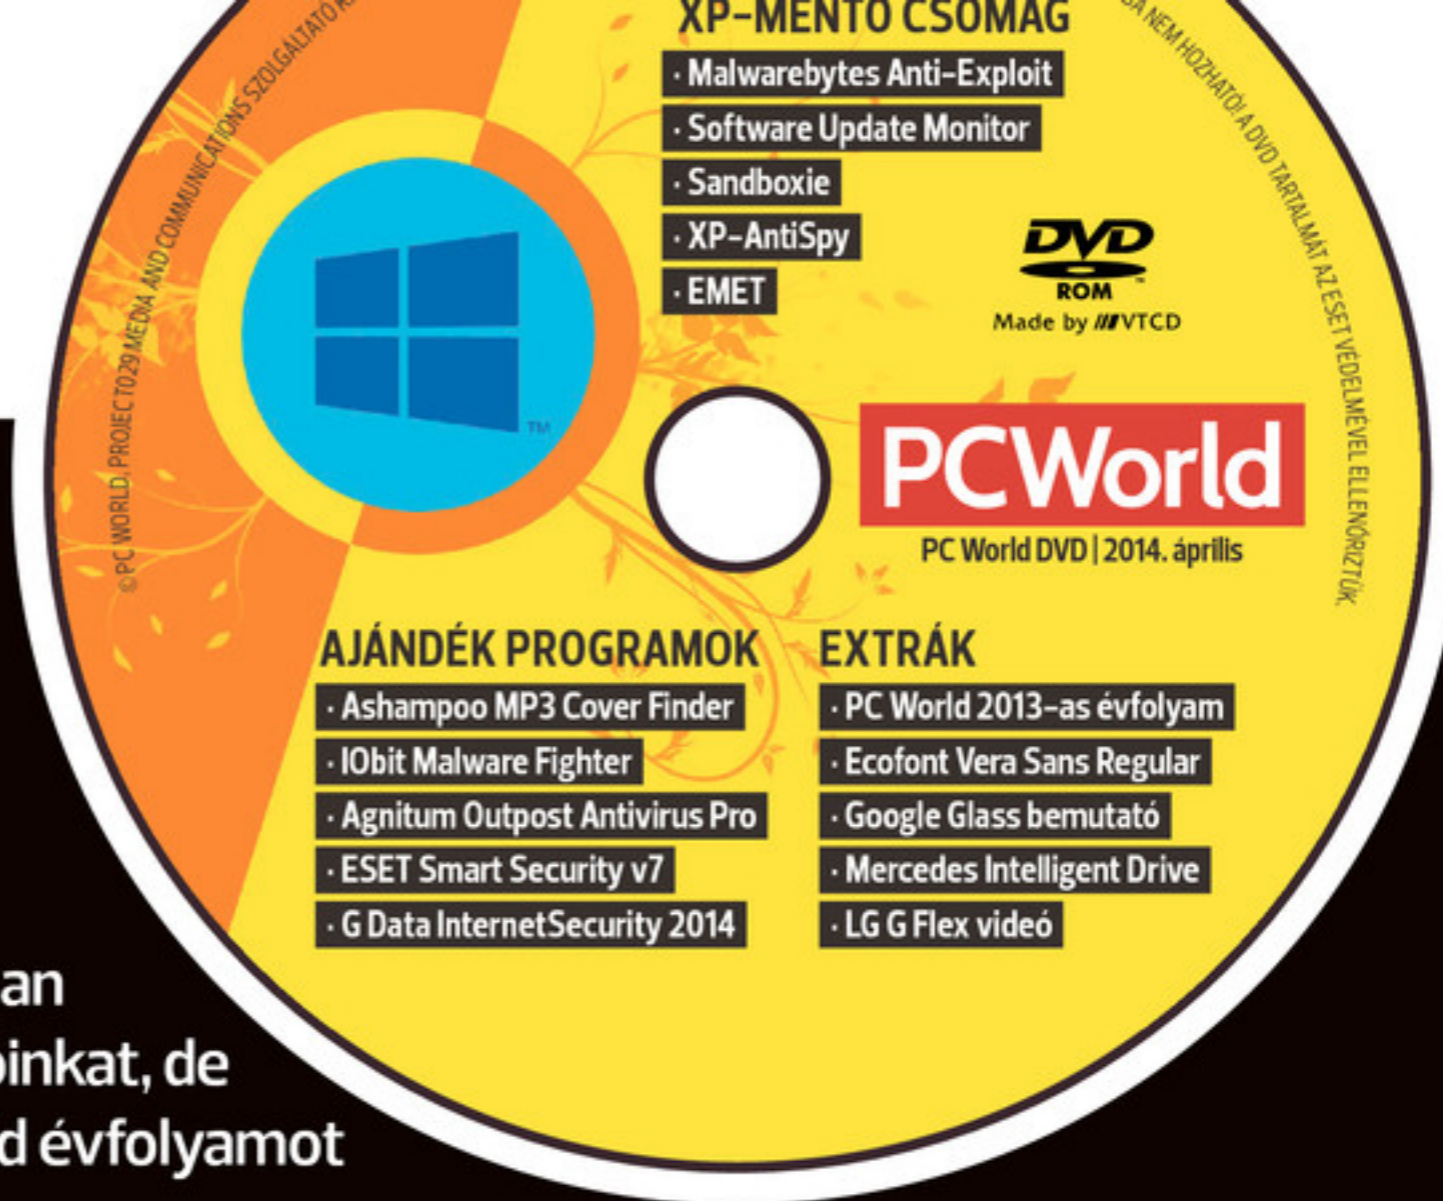 XP-MENTŐ CSOMAG
· Malwarebytes Anti-Exploit
· Software Update Monitor
· Sandboxie
· XP-AntiSpy
· EMET
DVD
ROM
Made by VTCD
TM
PCWorld
PC World DVD | 2014. április
AJÁNDÉK PROGRAMOK
· Ashampoo MP3 Cover Finder
· IObit Malware Fighter
· Agnitum Outpost Antivirus Pro
· ESET Smart Security v7
· G Data InternetSecurity 2014
EXTRÁK
· PC World 2013-as évfolyam
· Ecofont Vera Sans Regular
· Google Glass bemutató
· Mercedes Intelligent Drive
· LG G Flex videó
© PC WORLD, PROJECT029 MEDIA AND COMMUNICATIONS SZOLGÁLTATÓ
NEM HOZHATÓ! A DVD TARTALMÁT AZ ESET VÉDELMÉVEL ELLENŐRIZTÜK.
an
inkat, de
d évfolyamot